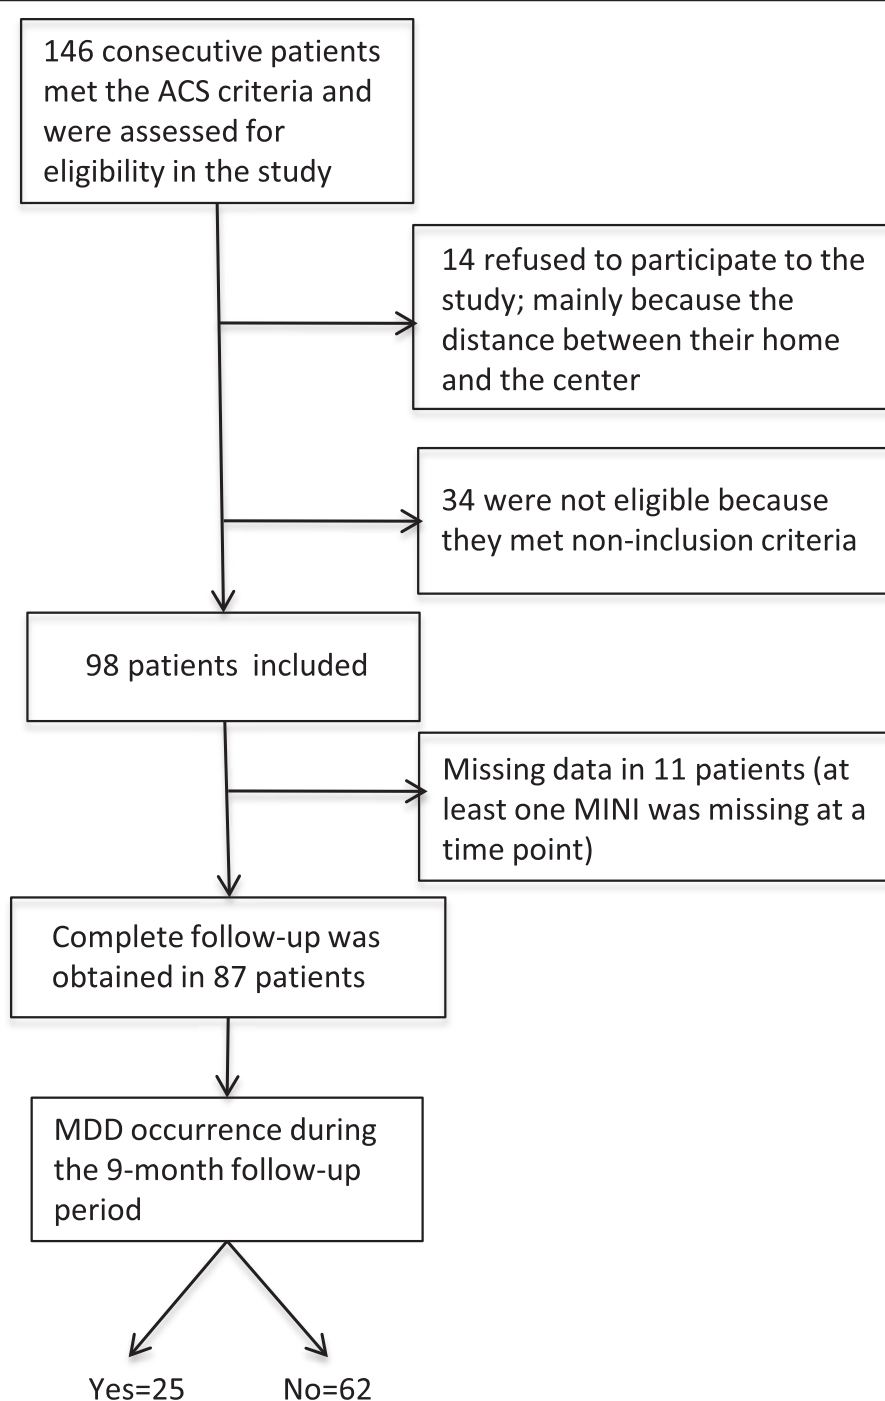 146 consecutive patients
met the ACS criteria and
were assessed for
eligibility in the study
14 refused to participate to the
study; mainly because the
distance between their home
and the center
34 were not eligible because
they met non-inclusion criteria
98 patients included
Missing data in 11 patients (at
least one MINI was missing at a
time point)
Complete follow-up was
obtained in 87 patients
MDD occurrence during
the 9-month follow-up
period
Yes=25
No=62